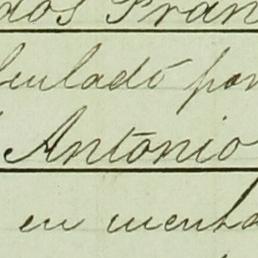 dos Fran
culado por
Antonio
en cuenta